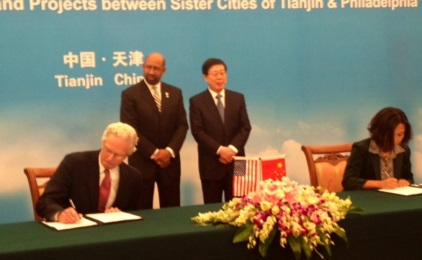 and Projects between Sister Cities of Tianjin & Philadelphia
中国·天津
Tianjin China